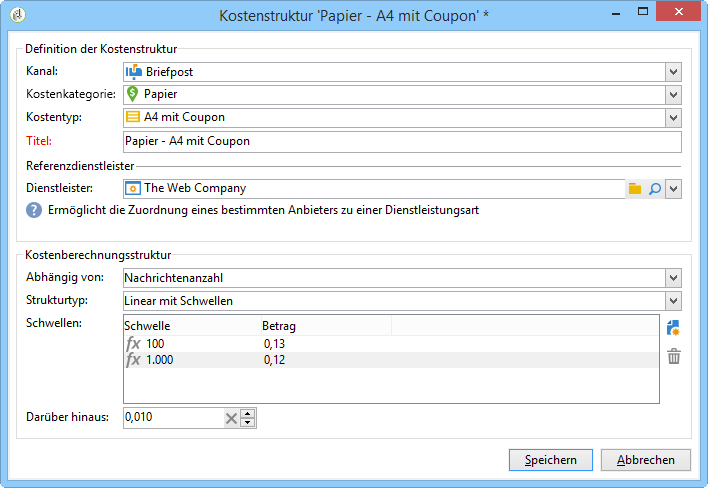 Kostenstruktur 'Papier - A4 mit Coupon' *
Definition der Kostenstruktur
Kanal: Briefpost
Kostenkategorie: Papier
Kostentyp: A4 mit Coupon
Titel: Papier - A4 mit Coupon
Referenzdienstleister
Dienstleister: The Web Company
Ermöglicht die Zuordnung eines bestimmten Anbieters zu einer Dienstleistungsart
Kostenberechnungsstruktur
Abhängig von: Nachrichtenanzahl
Strukturtyp: Linear mit Schwellen
Schwellen: Schwelle Betrag
fx 100 0,13
fx 1.000 0,12
Darüber hinaus: 0,010
Speichern Abbrechen